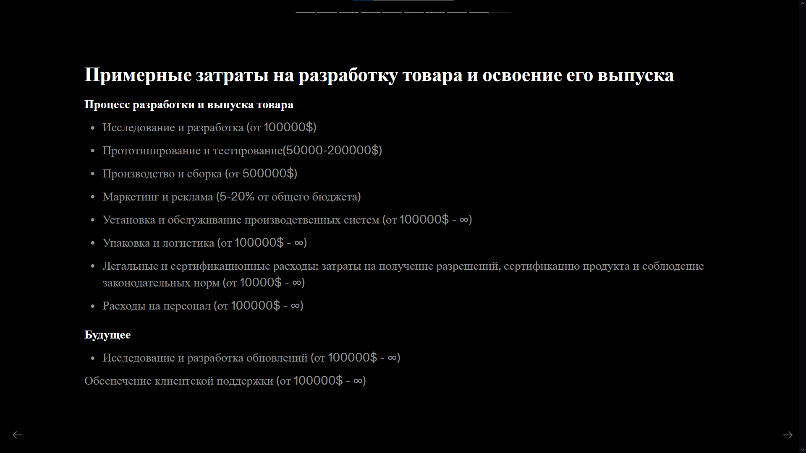 Примерные затраты на разработку товара и освоение его выпуска
Процесс разработки и выпуска товара
• Исследование и разработка (от 100000$)
• Прототипирование и тестирование(50000-200000$)
• Производство и сборка (от 500000$)
• Маркетинг и реклама (5-20% от общего бюджета)
• Установка и обслуживание производственных систем (от 100000$ - ∞)
• Упаковка и логистика (от 100000$ - ∞)
• Легальные и сертификационные расходы: затраты на получение разрешений, сертификацию продукта и соблюдение
законодательных норм (от 10000$ - ∞)
• Расходы на персонал (от 100000$ - ∞)
Будущее
• Исследование и разработка обновлений (от 100000$ - ∞)
Обеспечение клиентской поддержки (от 100000$ - ∞)